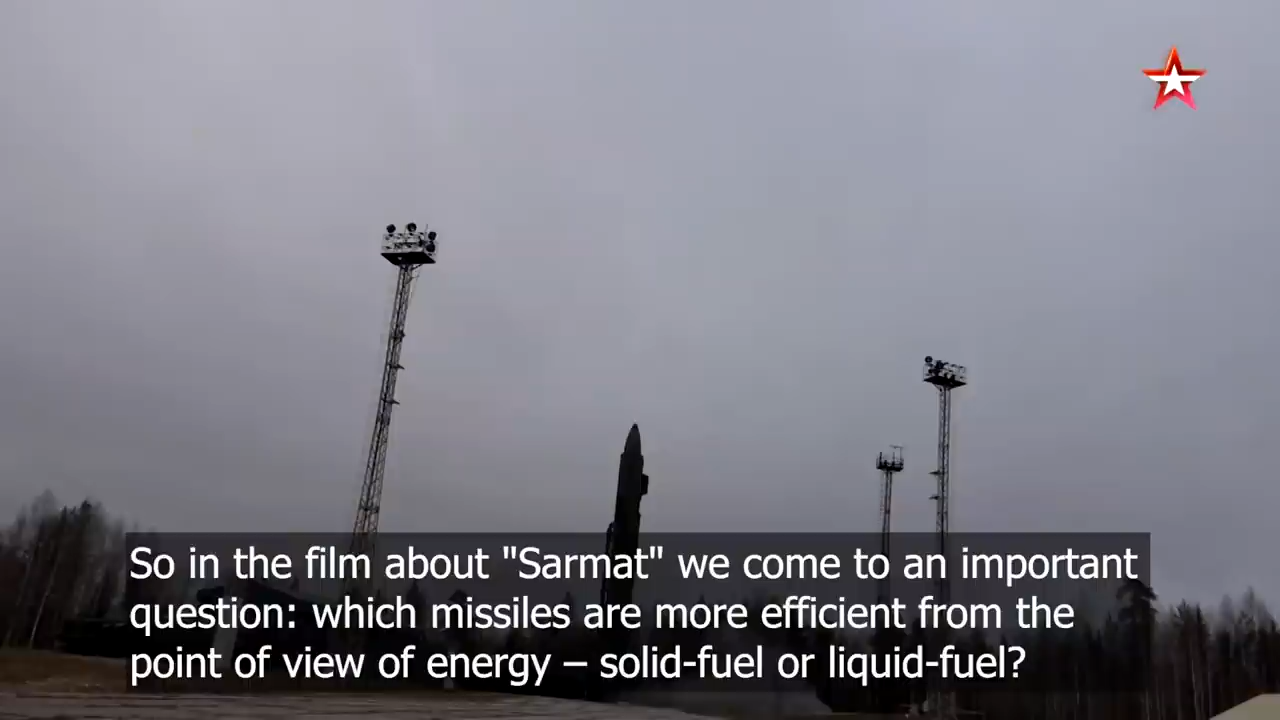 So in the film about "Sarmat" we come to an important
question: which missiles are more efficient from the
point of view of energy – solid-fuel or liquid-fuel?